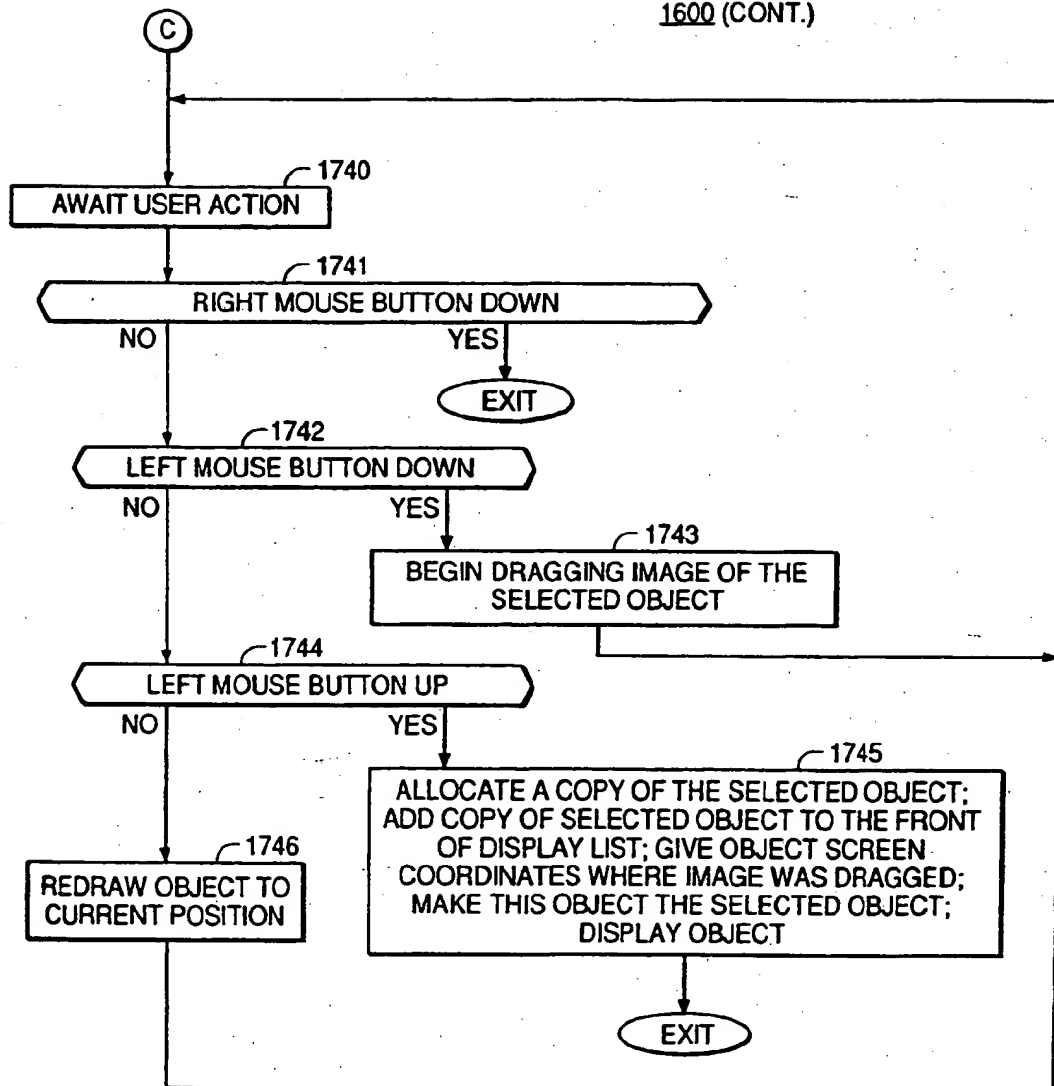 1600 (CONT.)
C
1740
AWAIT USER ACTION
1741
RIGHT MOUSE BUTTON DOWN
NO
YES
EXIT
1742
LEFT MOUSE BUTTON DOWN
NO
YES
1743
BEGIN DRAGGING IMAGE OF THE
SELECTED OBJECT
1744
LEFT MOUSE BUTTON UP
NO
YES
1745
ALLOCATE A COPY OF THE SELECTED OBJECT;
ADD COPY OF SELECTED OBJECT TO THE FRONT
OF DISPLAY LIST; GIVE OBJECT SCREEN
COORDINATES WHERE IMAGE WAS DRAGGED;
MAKE THIS OBJECT THE SELECTED OBJECT;
DISPLAY OBJECT
1746
REDRAW OBJECT TO
CURRENT POSITION
EXIT